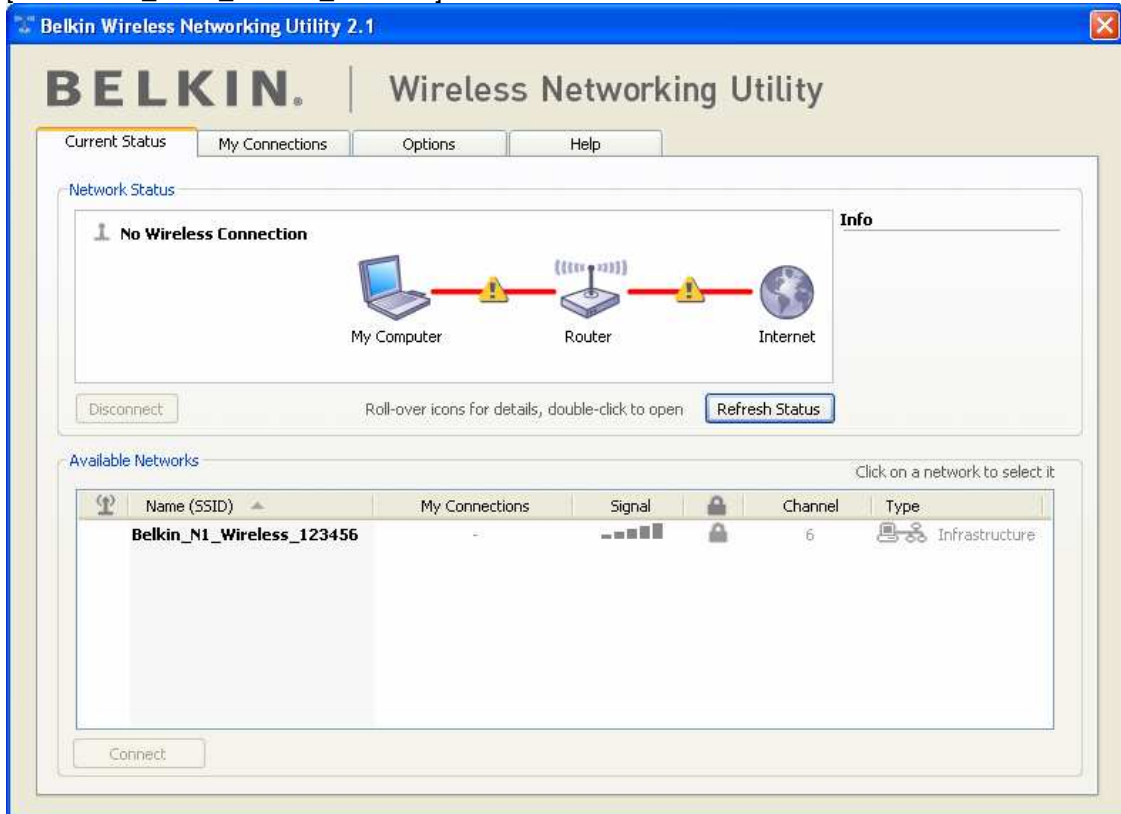 Belkin Wireless Networking Utility 2.1
BELKIN. | Wireless Networking Utility
Current Status My Connections Options Help
Network Status
No Wireless Connection
Info
My Computer Router Internet
Disconnect Roll-over icons for details, double-click to open Refresh Status
Available Networks
Click on a network to select it
Name (SSID) My Connections Signal Channel Type
Belkin_N1_Wireless_123456 - 6 Infrastructure
Connect